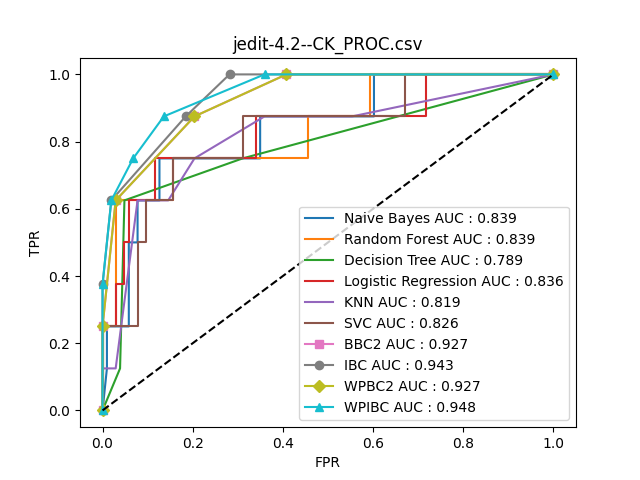 jedit-4.2--CK_PROC.csv
TPR
1.0
0.8
0.6
0.4
0.2
0.0
Naive Bayes AUC : 0.839
Random Forest AUC : 0.839
Decision Tree AUC : 0.789
Logistic Regression AUC : 0.836
KNN AUC : 0.819
SVC AUC : 0.826
BBC2 AUC : 0.927
IBC AUC : 0.943
WPBC2 AUC : 0.927
WPIBC AUC : 0.948
0.0 0.2 0.4 0.6 0.8 1.0
FPR